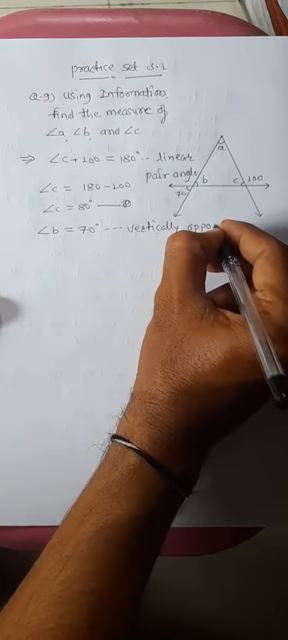 practice set 3.1
Q.9) Using Information,
find the measure of
∠a, ∠b, and ∠c
⇒ ∠c + 100 = 180° -- linear
pair angle
∠c = 180 - 100
∠c = 80° — ①
∠b = 70° --- vertically oppo
a
b
c
100
70